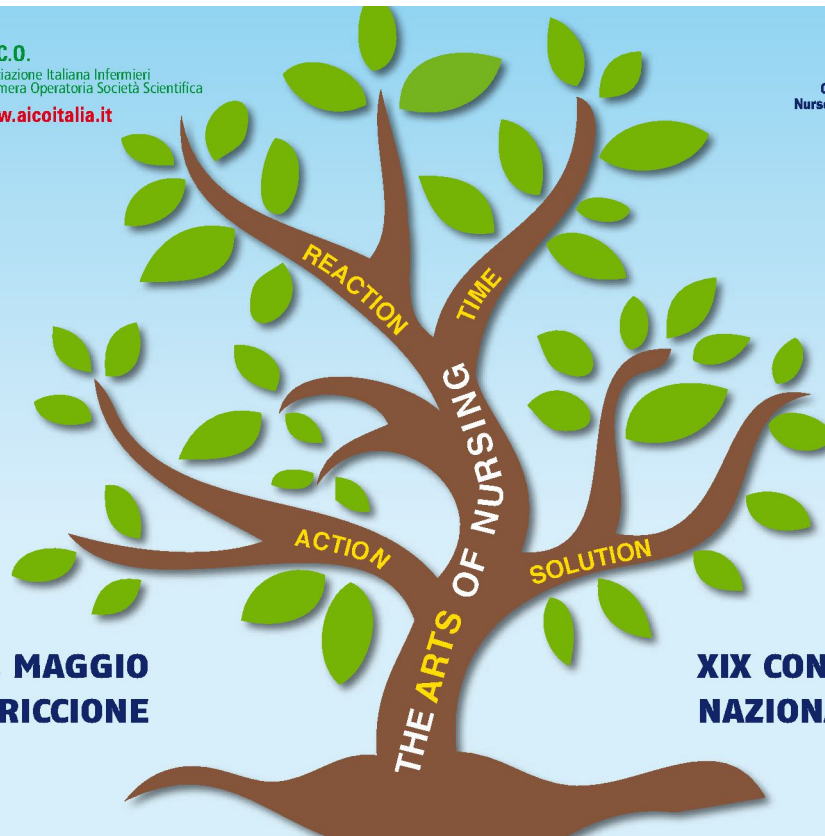 C.O.
iazione Italiana Infermieri
mera Operatoria Società Scientifica
w.aicoitalia.it
Nurs
REACTION
TIME
ACTION
SOLUTION
THE ARTS OF NURSING
MAGGIO
RICCIONE
XIX CON
NAZION